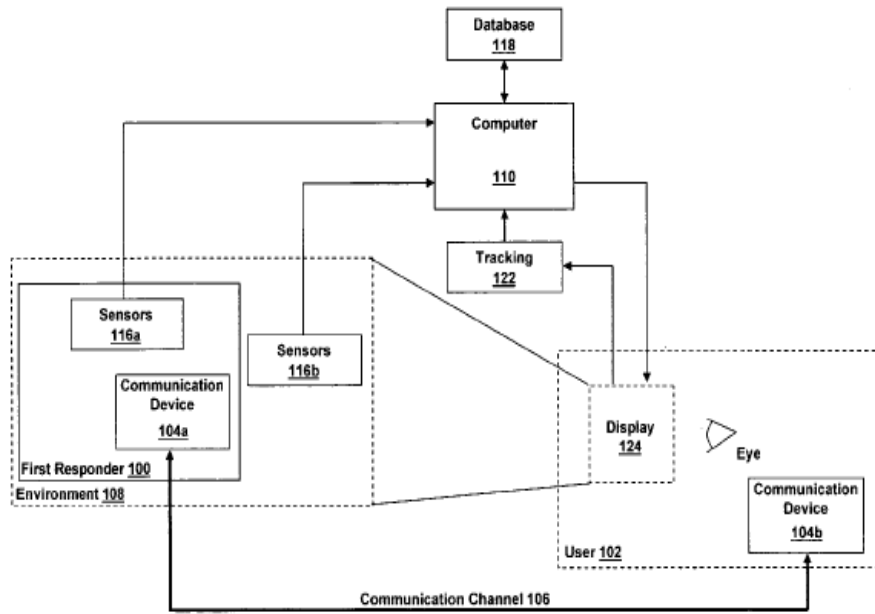 Database
118
Computer
110
Tracking
122
Sensors
116a
Sensors
116b
Communication
Device
104a
First Responder 100
Environment 108
Display
124
Eye
Communication
Device
104b
User 102
Communication Channel 106